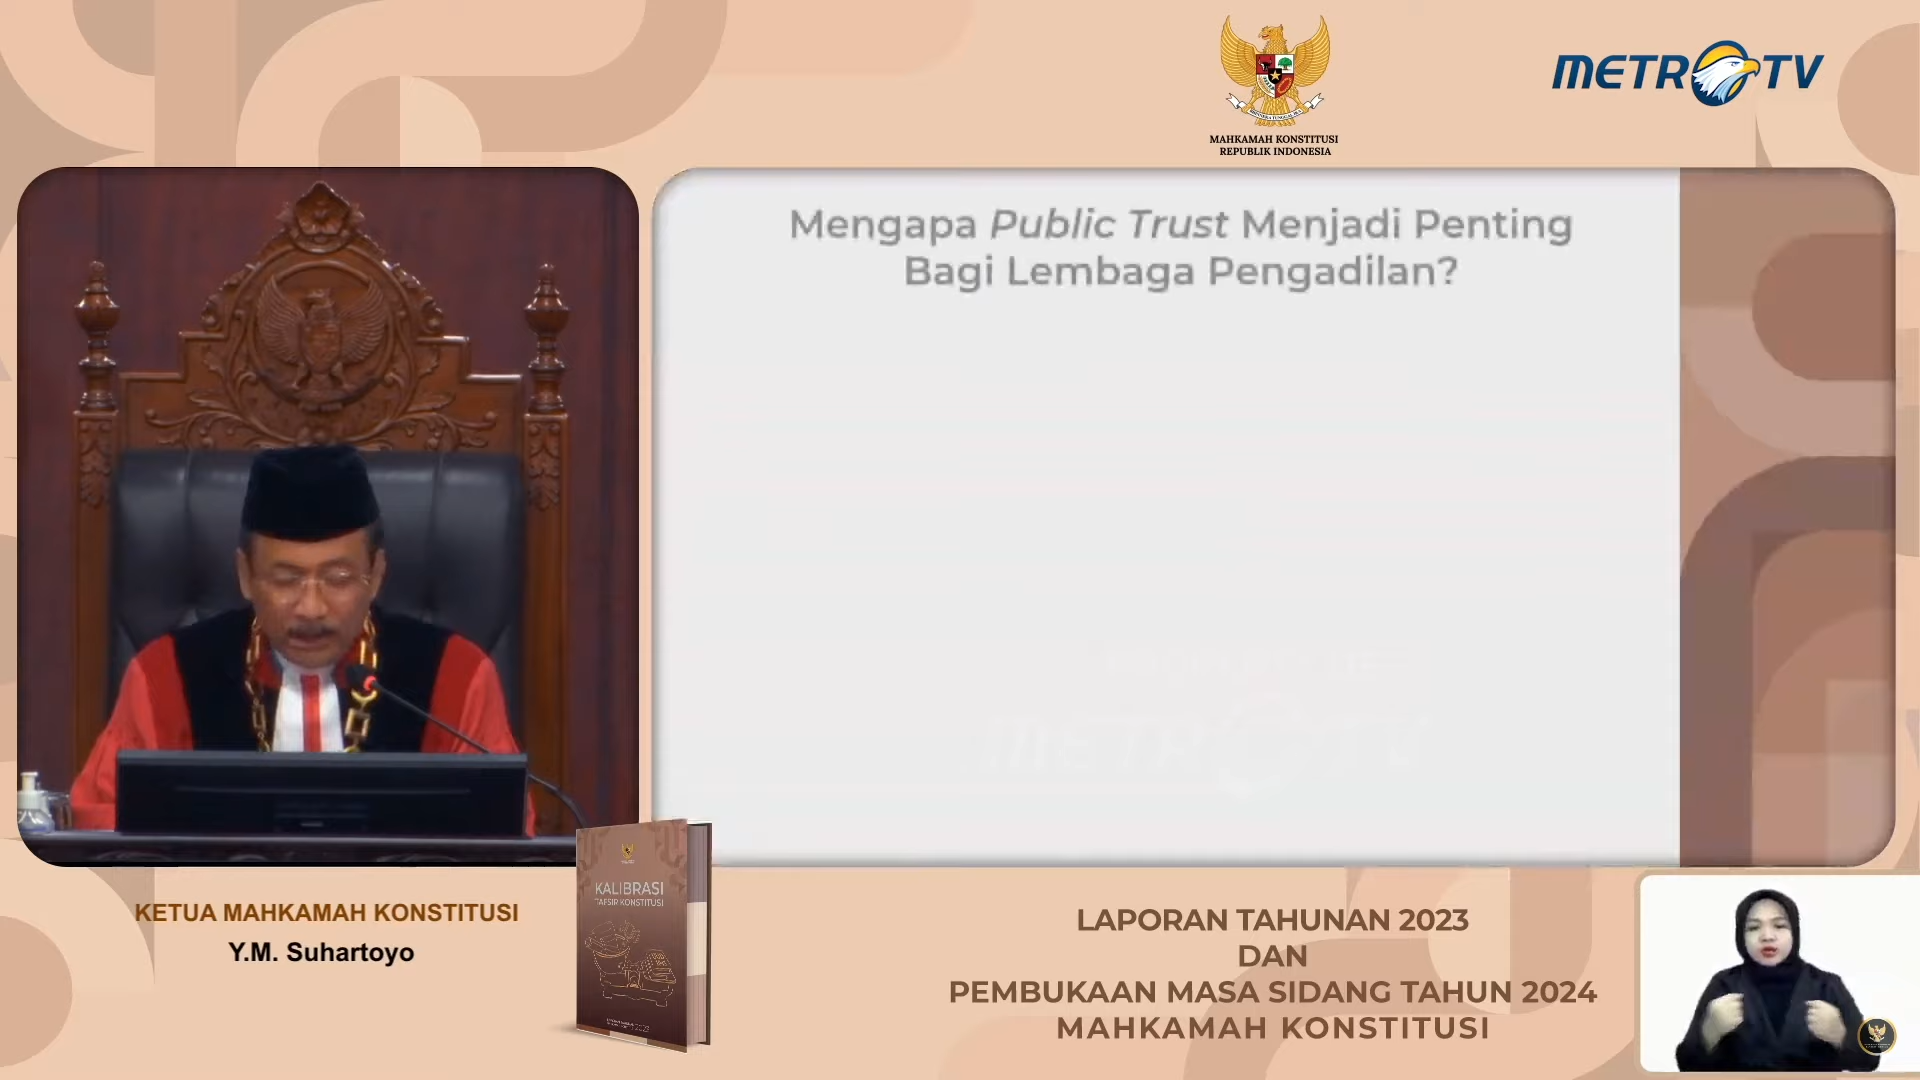 MAHKAMAH KONSTITUSI
REPUBLIK INDONESIA
METRO TV
Mengapa Public Trust Menjadi Penting
Bagi Lembaga Pengadilan?
KALIBRASI
TAFSIR KONSTITUSI
KETUA MAHKAMAH KONSTITUSI
Y.M. Suhartoyo
LAPORAN TAHUNAN 2023
DAN
PEMBUKAAN MASA SIDANG TAHUN 2024
MAHKAMAH KONSTITUSI